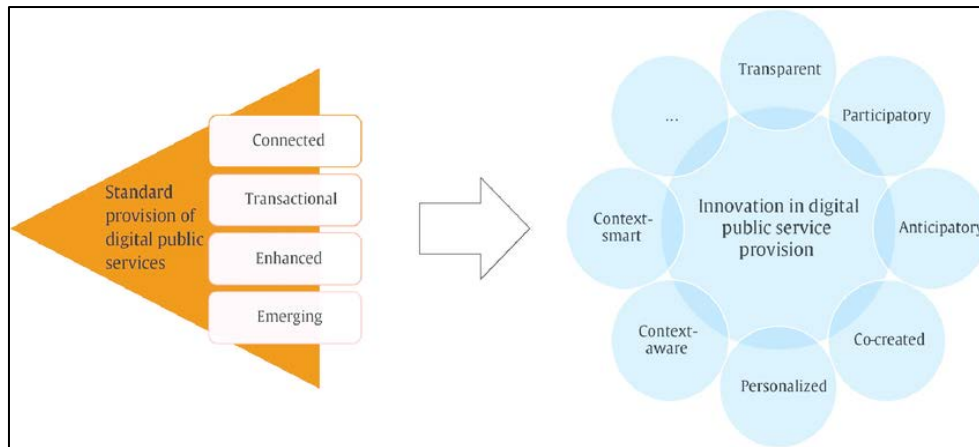 Standard
provision of
digital public
services
Connected
Transactional
Enhanced
Emerging
Innovation in digital
public service
provision
Transparent
Participatory
Anticipatory
Co-created
Personalized
Context-
aware
Context-
smart
...